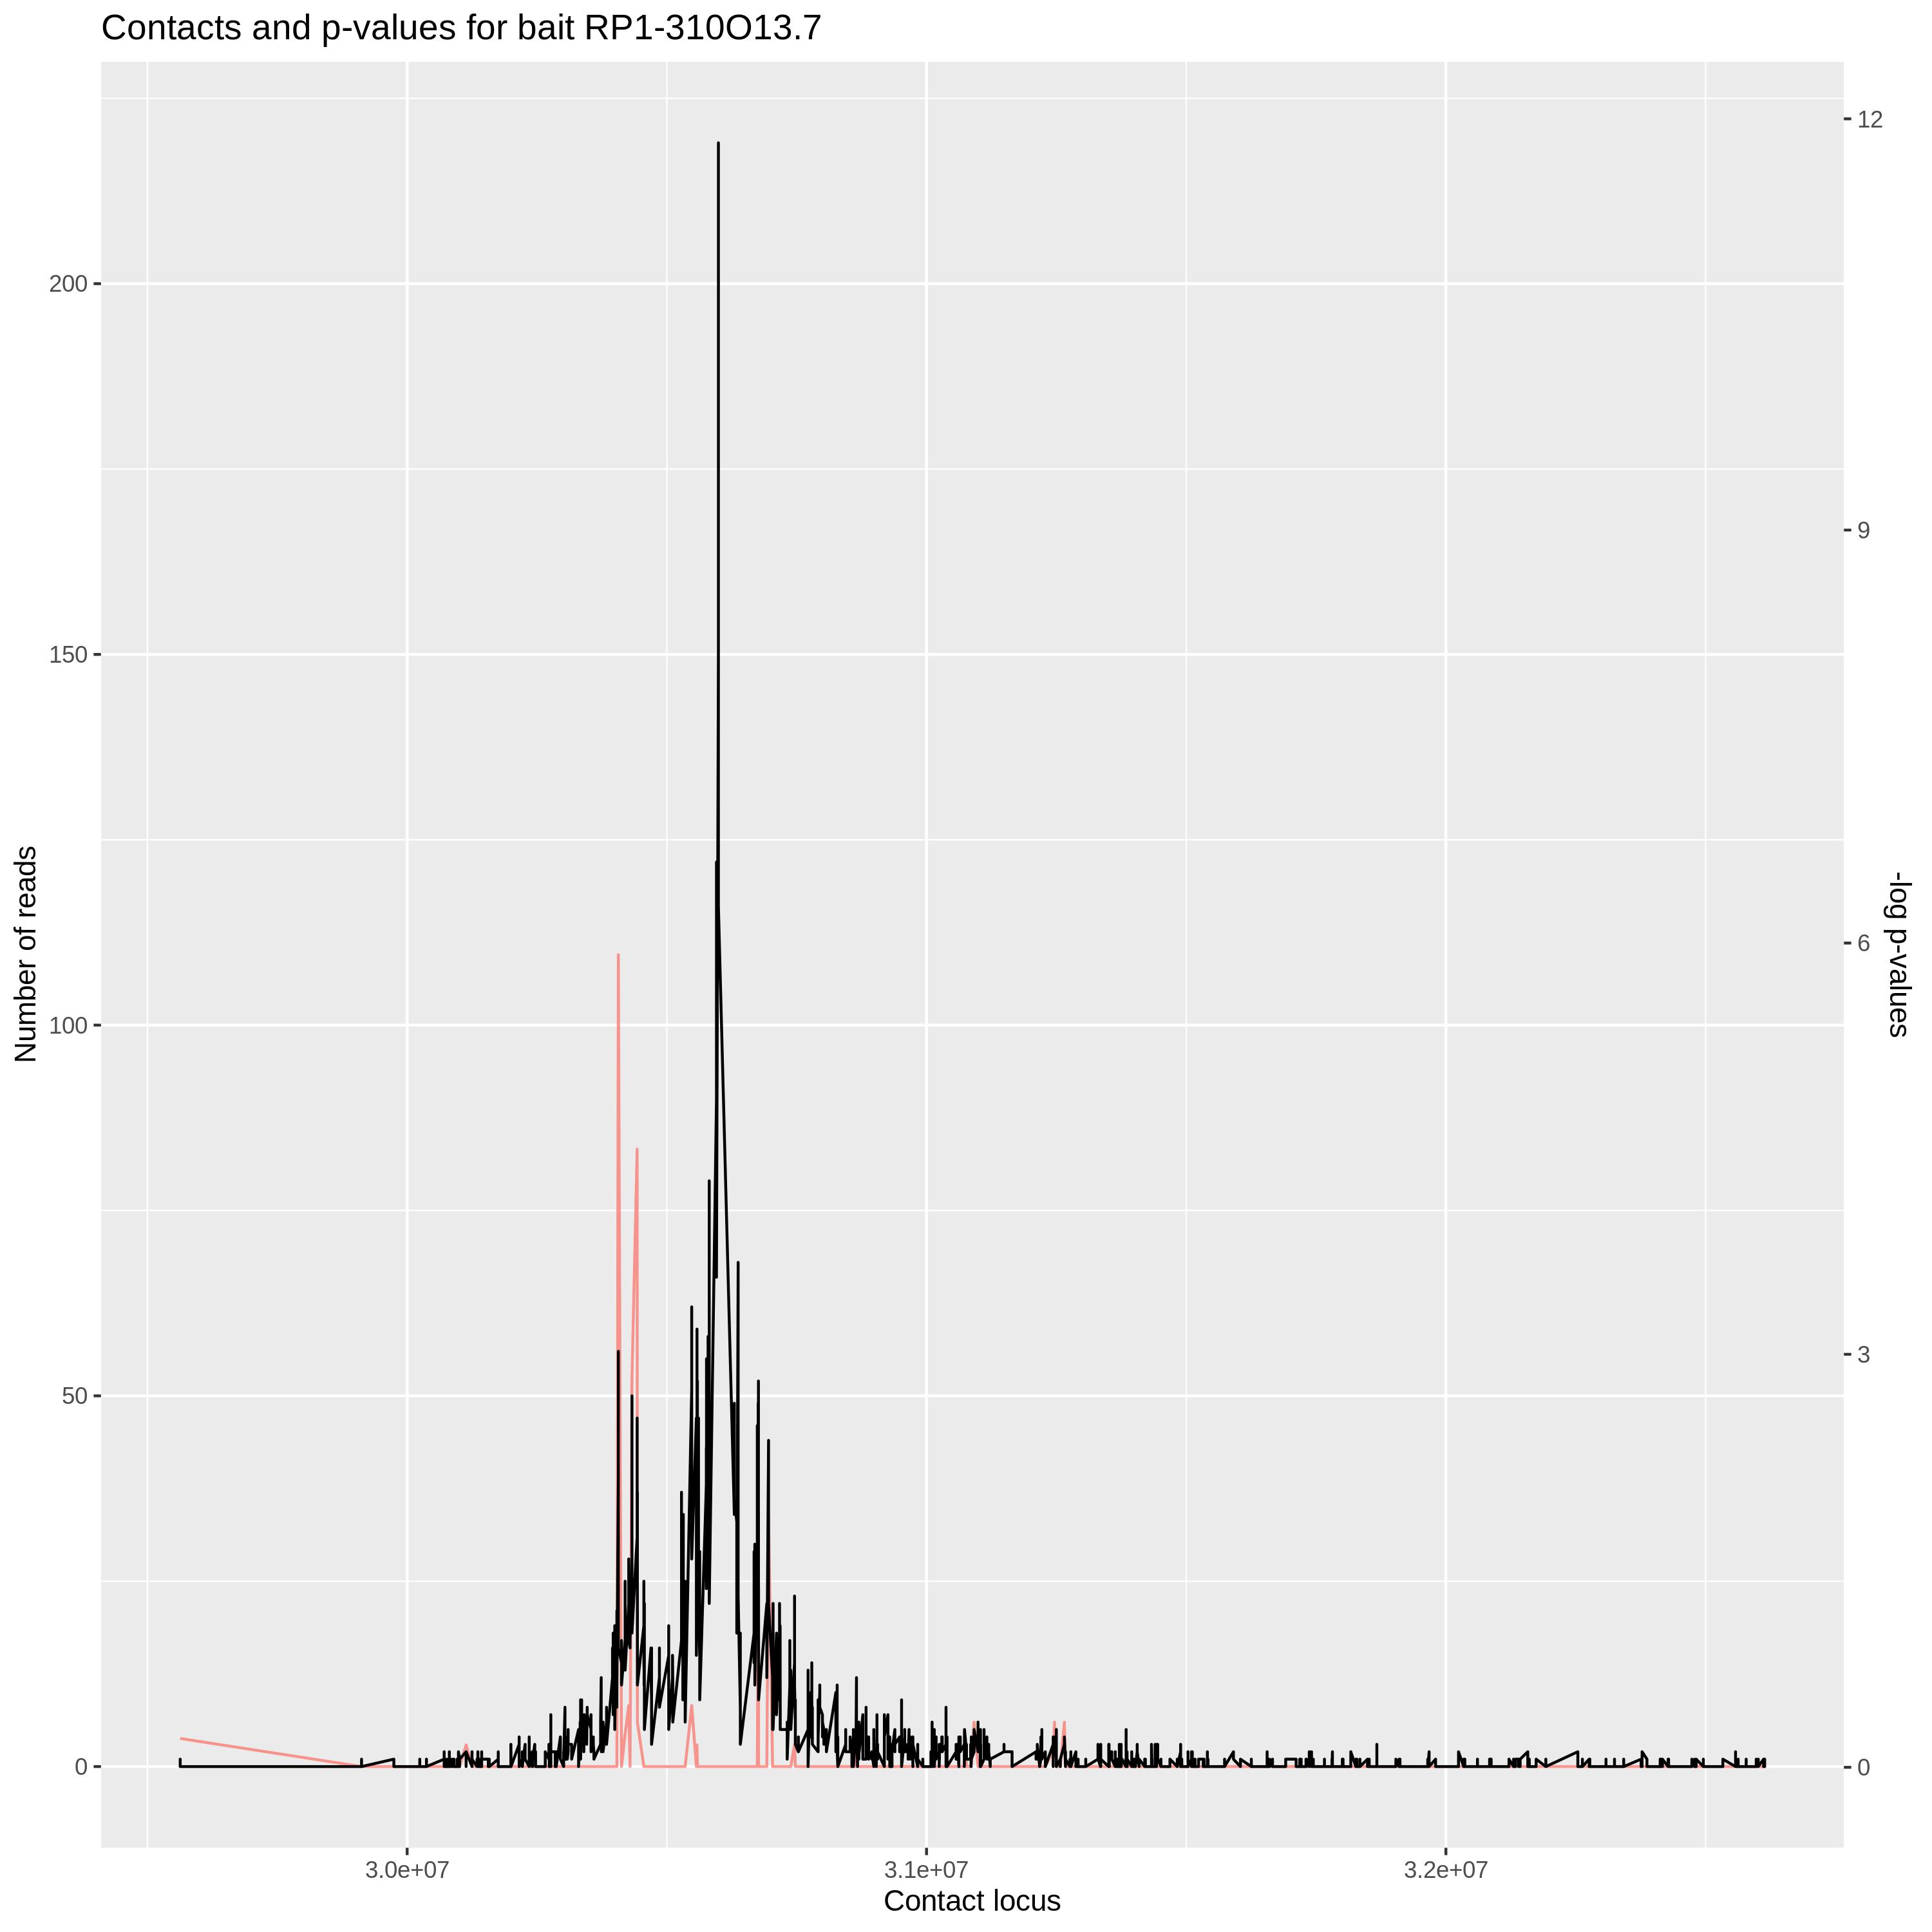 Contacts and p-values for bait RP1-310O13.7
Number of reads
200
150
100
50
0
12
9
6
3
0
-log p-values
3.0e+07
3.1e+07
3.2e+07
Contact locus